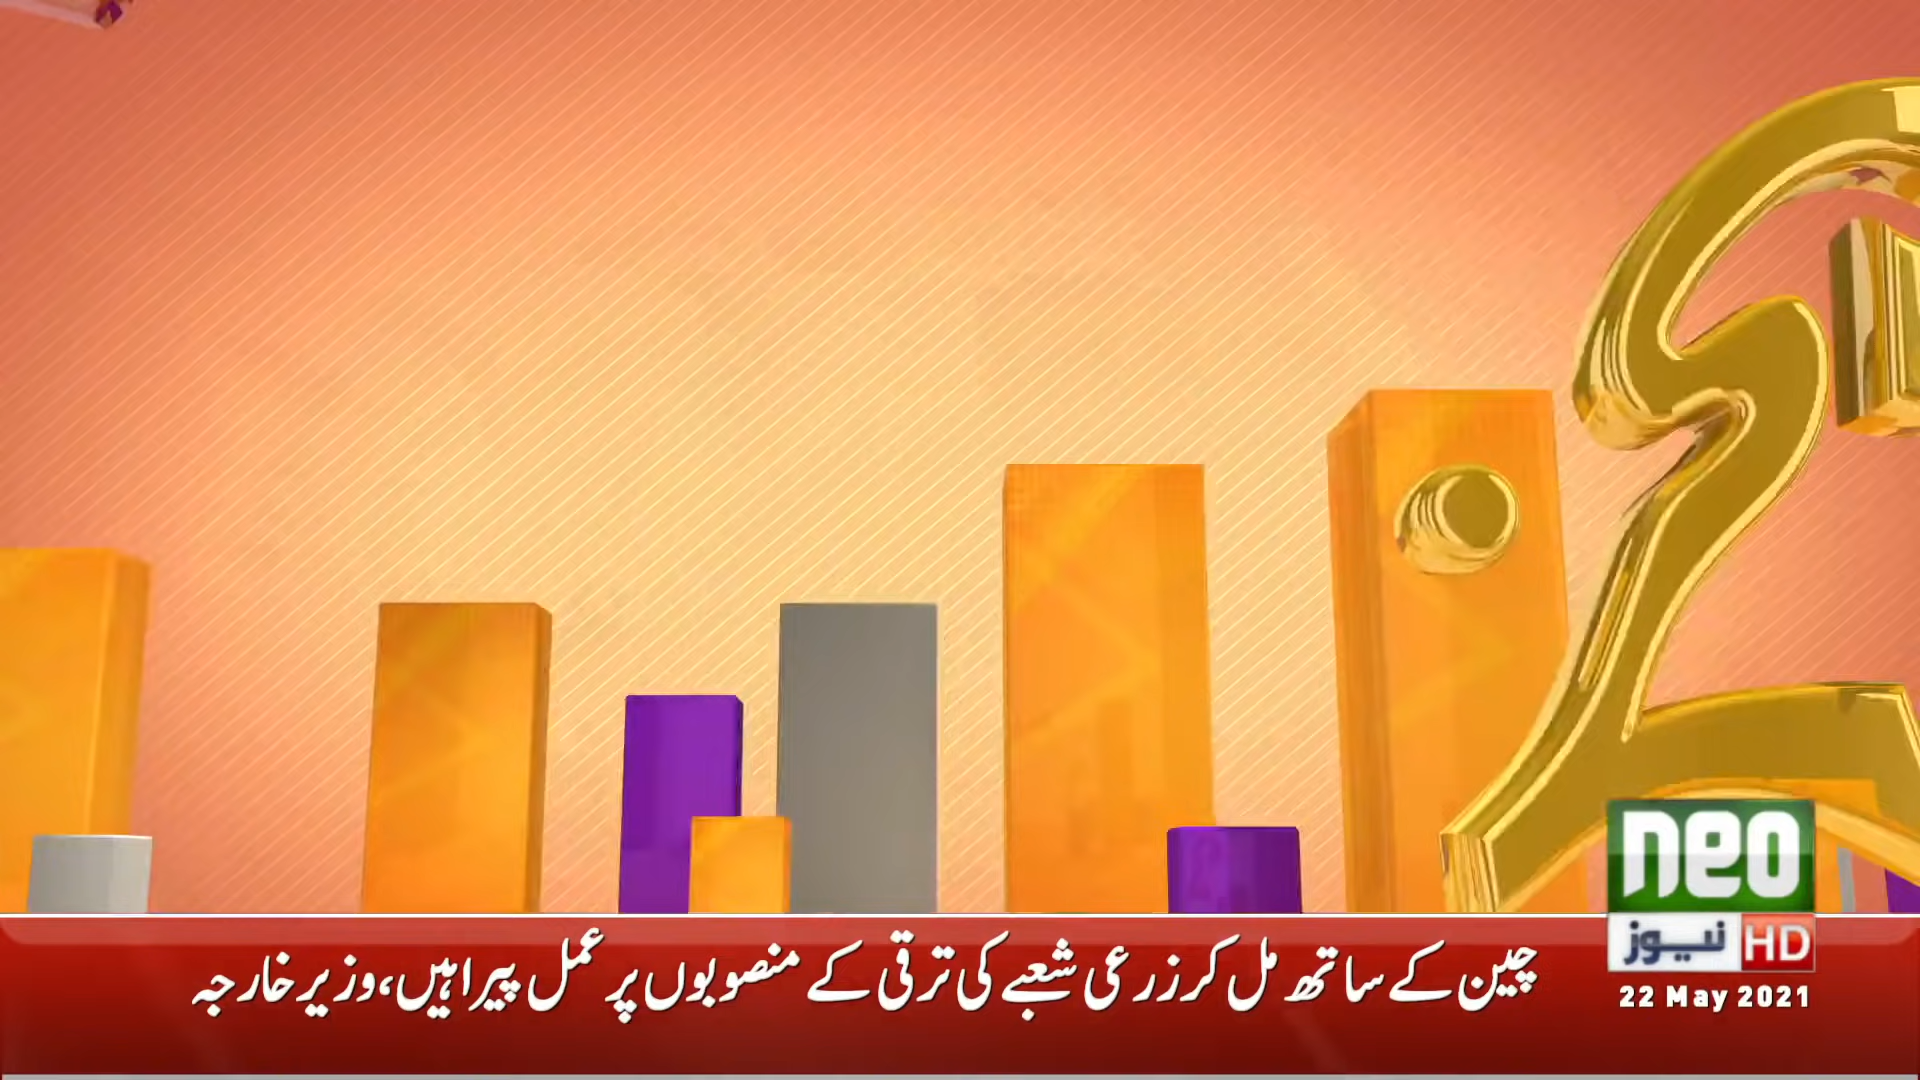 neo
نیوز HD
چین کے ساتھ مل کر زرعی شعبے کی ترقی کے منصوبوں پر عمل پیرا ہیں، وزیر خارجہ
22 May 2021